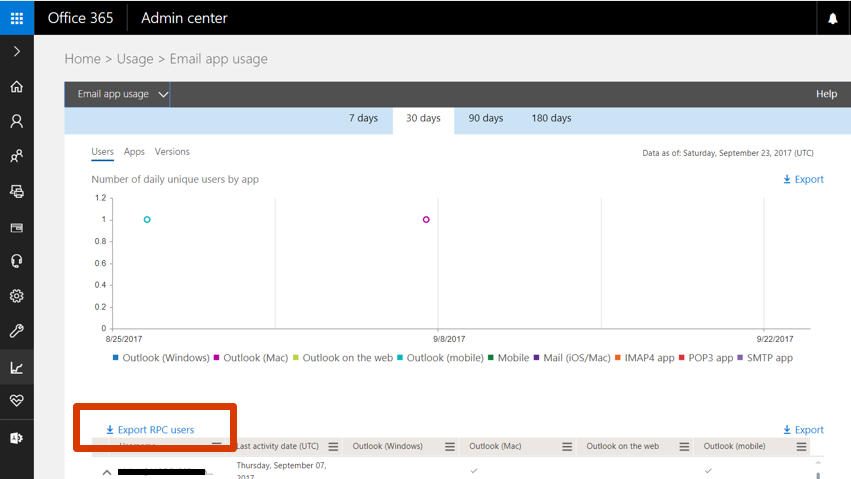 Office 365 Admin center
Home > Usage > Email app usage
Email app usage Help
7 days 30 days 90 days 180 days
Users Apps Versions Data as of: Saturday, September 23, 2017 (UTC)
Number of daily unique users by app Export
1.2
1
0.8
0.6
0.4
0.2
0
8/25/2017 9/8/2017 9/22/2017
Outlook (Windows) Outlook (Mac) Outlook on the web Outlook (mobile) Mobile Mail (iOS/Mac) IMAP4 app POP3 app SMTP app
Export RPC users Export
Username Last activity date (UTC) Outlook (Windows) Outlook (Mac) Outlook on the web Outlook (mobile)
Thursday, September 07,
2017